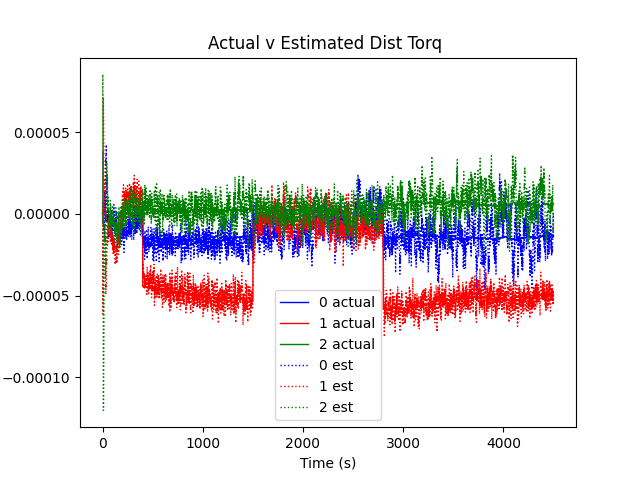 Actual v Estimated Dist Torq
0.00005
0.00000
−0.00005
−0.00010
0 actual
1 actual
2 actual
0 est
1 est
2 est
0 1000 2000 3000 4000
Time (s)